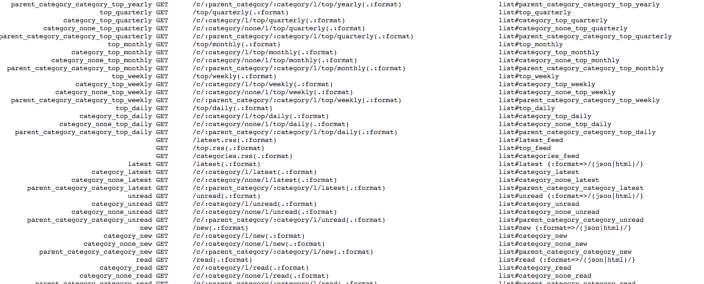 parent_category_category_top_yearly GET /c/:parent_category/:category/l/top/yearly(.:format) list#parent_category_category_top_yearly
top_quarterly GET /top/quarterly(.:format) list#top_quarterly
category_top_quarterly GET /c/:category/l/top/quarterly(.:format) list#category_top_quarterly
category_none_top_quarterly GET /c/:category/none/l/top/quarterly(.:format) list#category_none_top_quarterly
parent_category_category_top_quarterly GET /c/:parent_category/:category/l/top/quarterly(.:format) list#parent_category_category_top_quarterly
top_monthly GET /top/monthly(.:format) list#top_monthly
category_top_monthly GET /c/:category/l/top/monthly(.:format) list#category_top_monthly
category_none_top_monthly GET /c/:category/none/l/top/monthly(.:format) list#category_none_top_monthly
parent_category_category_top_monthly GET /c/:parent_category/:category/l/top/monthly(.:format) list#parent_category_category_top_monthly
top_weekly GET /top/weekly(.:format) list#top_weekly
category_top_weekly GET /c/:category/l/top/weekly(.:format) list#category_top_weekly
category_none_top_weekly GET /c/:category/none/l/top/weekly(.:format) list#category_none_top_weekly
parent_category_category_top_weekly GET /c/:parent_category/:category/l/top/weekly(.:format) list#parent_category_category_top_weekly
top_daily GET /top/daily(.:format) list#top_daily
category_top_daily GET /c/:category/l/top/daily(.:format) list#category_top_daily
category_none_top_daily GET /c/:category/none/l/top/daily(.:format) list#category_none_top_daily
parent_category_category_top_daily GET /c/:parent_category/:category/l/top/daily(.:format) list#parent_category_category_top_daily
GET /latest.rss(.:format) list#latest_feed
GET /top.rss(.:format) list#top_feed
GET /categories.rss(.:format) list#categories_feed
latest GET /latest(.:format) list#latest {:format=>/(json|html)/}
category_latest GET /c/:category/l/latest(.:format) list#category_latest
category_none_latest GET /c/:category/none/l/latest(.:format) list#category_none_latest
parent_category_category_latest GET /c/:parent_category/:category/l/latest(.:format) list#parent_category_category_latest
unread GET /unread(.:format) list#unread {:format=>/(json|html)/}
category_unread GET /c/:category/l/unread(.:format) list#category_unread
category_none_unread GET /c/:category/none/l/unread(.:format) list#category_none_unread
parent_category_category_unread GET /c/:parent_category/:category/l/unread(.:format) list#parent_category_category_unread
new GET /new(.:format) list#new {:format=>/(json|html)/}
category_new GET /c/:category/l/new(.:format) list#category_new
category_none_new GET /c/:category/none/l/new(.:format) list#category_none_new
parent_category_category_new GET /c/:parent_category/:category/l/new(.:format) list#parent_category_category_new
read GET /read(.:format) list#read {:format=>/(json|html)/}
category_read GET /c/:category/l/read(.:format) list#category_read
category_none_read GET /c/:category/none/l/read(.:format) list#category_none_read
parent_category_category_read GET /c/:parent_category/:category/l/read(.:format) list#parent_category_category_read